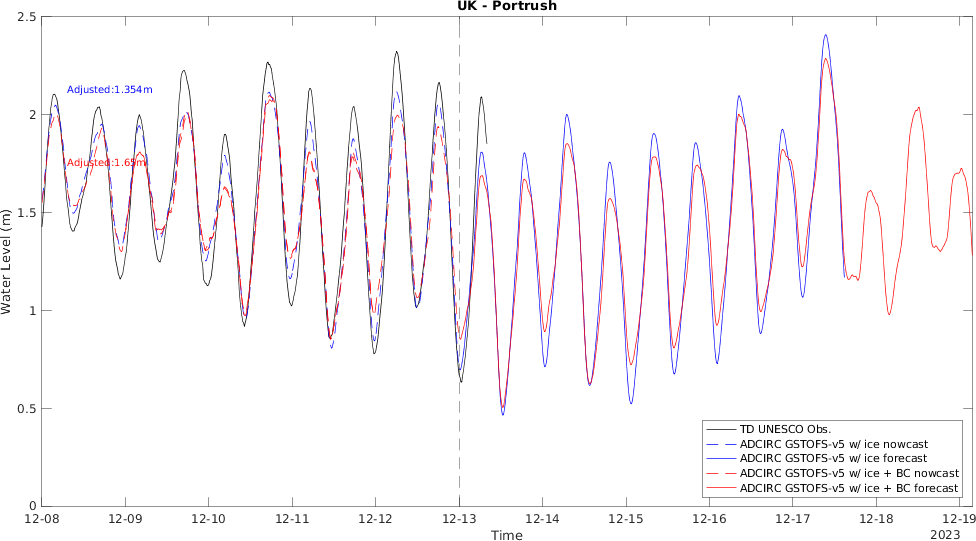 UK - Portrush
2.5
2
1.5
1
0.5
0
Water Level (m)
Adjusted:1.354m
Adjusted:1.65m
TD UNESCO Obs.
ADCIRC GSTOFS-v5 w/ ice nowcast
ADCIRC GSTOFS-v5 w/ ice forecast
ADCIRC GSTOFS-v5 w/ ice + BC nowcast
ADCIRC GSTOFS-v5 w/ ice + BC forecast
12-08 12-09 12-10 12-11 12-12 12-13 12-14 12-15 12-16 12-17 12-18 12-19
Time
2023